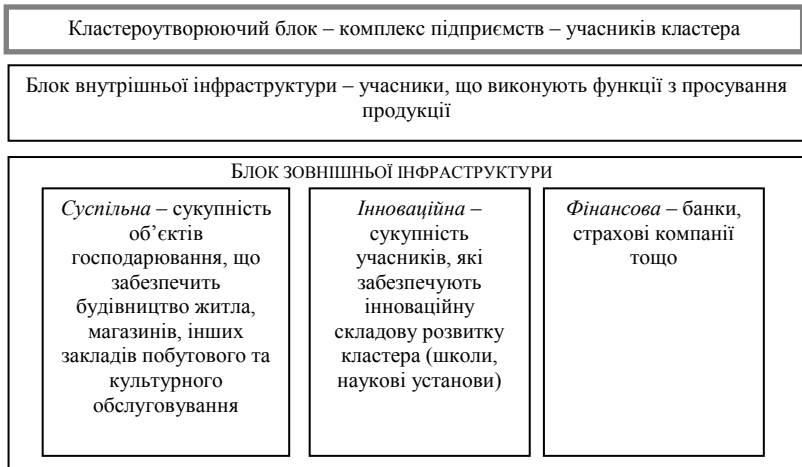 Кластероутворюючий блок – комплекс підприємств – учасників кластера
Блок внутрішньої інфраструктури – учасники, що виконують функції з просування
продукції
БЛОК ЗОВНІШНЬОЇ ІНФРАСТРУКТУРИ
Суспільна – сукупність
об’єктів
господарювання, що
забезпечить
будівництво житла,
магазинів, інших
закладів побутового та
культурного
обслуговування
Інноваційна –
сукупність
учасників, які
забезпечують
інноваційну
складову розвитку
кластера (школи,
наукові установи)
Фінансова – банки,
страхові компанії
тощо